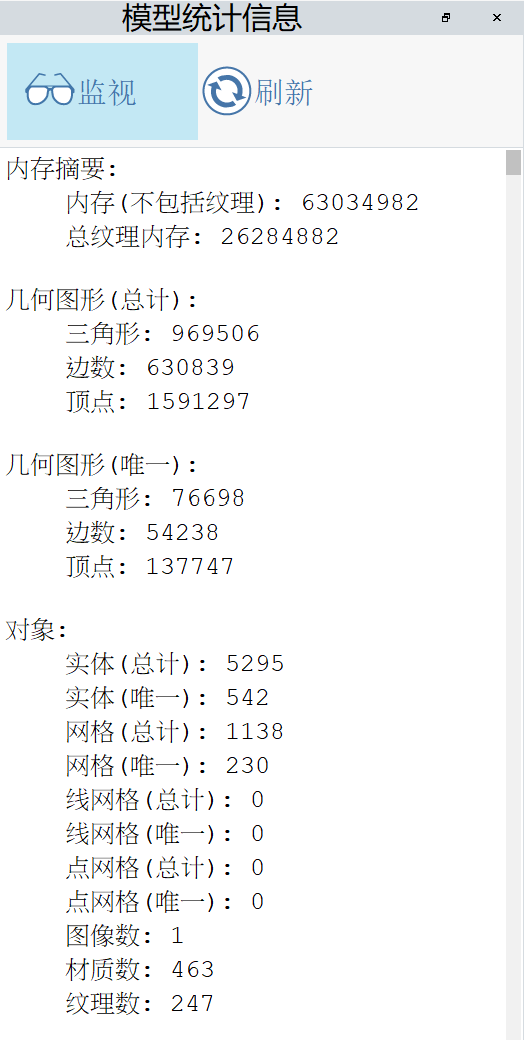 模型统计信息
监视 刷新
内存摘要:
内存(不包括纹理): 63034982
总纹理内存: 26284882
几何图形(总计):
三角形: 969506
边数: 630839
顶点: 1591297
几何图形(唯一):
三角形: 76698
边数: 54238
顶点: 137747
对象:
实体(总计): 5295
实体(唯一): 542
网格(总计): 1138
网格(唯一): 230
线网格(总计): 0
线网格(唯一): 0
点网格(总计): 0
点网格(唯一): 0
图像数: 1
材质数: 463
纹理数: 247